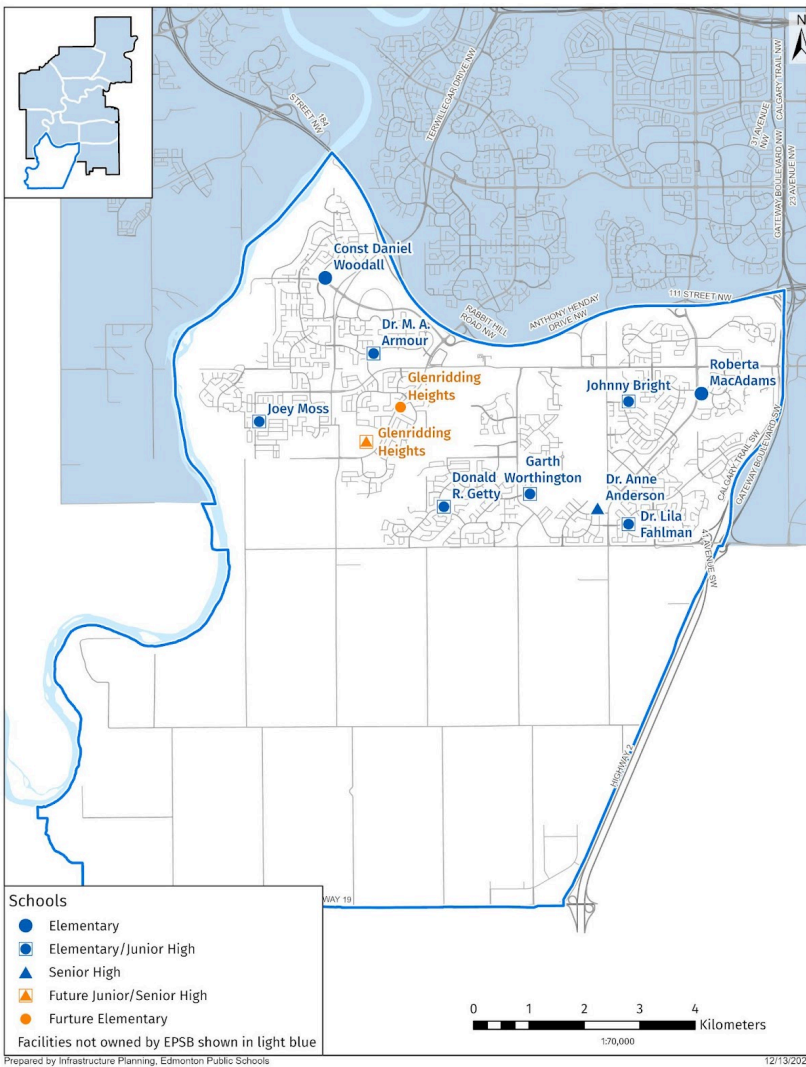 N
164
STREET NW
TERWILLEGAR DRIVE NW
31 AVENUE
NW
CALGARY TRAIL NW
GATEWAY BOULEVARD NW
23 AVENUE NW
Const Daniel
Woodall
RABBIT HILL
ROAD NW
ANTHONY HENDAY
DRIVE NW
111 STREET NW
Dr. M. A.
Armour
Glenridding
Heights
Roberta
MacAdams
Johnny Bright
Joey Moss
Glenridding
Heights
CALGARY TRAIL SW
GATEWAY BOULEVARD SW
Donald
R. Getty
Garth
Worthington
Dr. Anne
Anderson
Dr. Lila
Fahlman
41 AVENUE SW
HIGHWAY 2
WAY 19
Schools
Elementary
Elementary/Junior High
Senior High
Future Junior/Senior High
Furture Elementary
Facilities not owned by EPSB shown in light blue
0 1 2 3 4
Kilometers
1:70,000
Prepared by Infrastructure Planning, Edmonton Public Schools
12/13/202